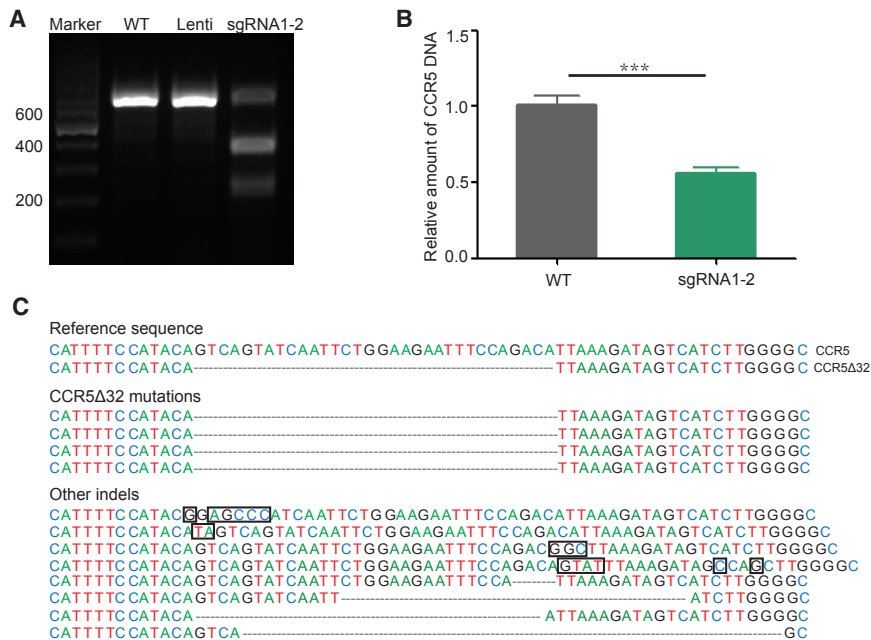 A
Marker WT Lenti sgRNA1-2
600
400
200
B
Relative amount of CCR5 DNA
1.5
1.0
0.5
0.0
***
WT sgRNA1-2
C
Reference sequence
CATTTTCCATACAGTCAGTATCAATTCTGGAAGAATTTCCAGACATTAAAGATAGTCATCTTGGGGC CCR5
CATTTTCCATACA--------------------------------TTAAAGATAGTCATCTTGGGGC CCR5Δ32
CCR5Δ32 mutations
CATTTTCCATACA--------------------------------TTAAAGATAGTCATCTTGGGGC
CATTTTCCATACA--------------------------------TTAAAGATAGTCATCTTGGGGC
CATTTTCCATACA--------------------------------TTAAAGATAGTCATCTTGGGGC
CATTTTCCATACA--------------------------------TTAAAGATAGTCATCTTGGGGC
Other indels
CATTTTCCATACGGAGCCCATCAATTCTGGAAGAATTTCCAGACATTAAAGATAGTCATCTTGGGGC
CATTTTCCATACATAGTCAGTATCAATTCTGGAAGAATTTCCAGACATTAAAGATAGTCATCTTGGGGC
CATTTTCCATACAGTCAGTATCAATTCTGGAAGAATTTCCAGACGGCTTAAAGATAGTCATCTTGGGGC
CATTTTCCATACAGTCAGTATCAATTCTGGAAGAATTTCCAGACAGTATTTAAAGATAGCCAGCTTGGGGC
CATTTTCCATACAGTCAGTATCAATTCTGGAAGAATTTCCA----TTAAAGATAGTCATCTTGGGGC
CATTTTCCATACAGTCAGTATCAATT-------------------------------ATCTTGGGGC
CATTTTCCATACA-------------------------------ATTAAAGATAGTCATCTTGGGGC
CATTTTCCATACAGTCA------------------------------------------------GC